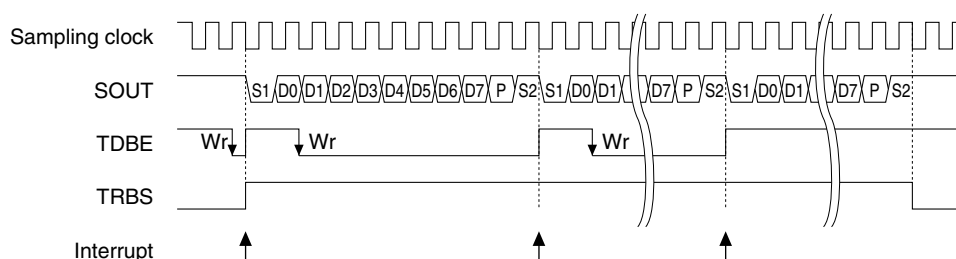 Sampling clock
SOUT S1 D0 D1 D2 D3 D4 D5 D6 D7 P S2 S1 D0 D1 D7 P S2 S1 D0 D1 D7 P S2
TDBE Wr Wr Wr
TRBS
Interrupt